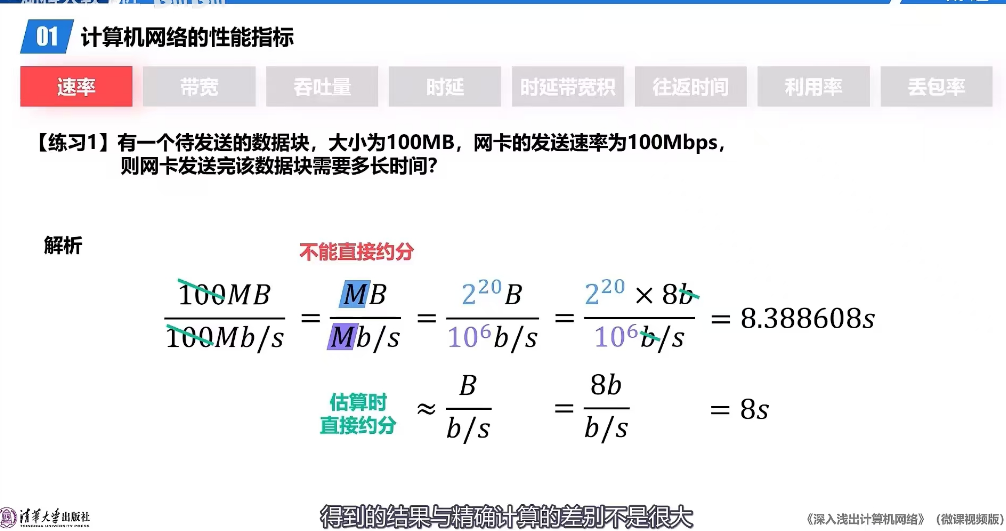 01 计算机网络的性能指标
速率 带宽 吞吐量 时延 时延带宽积 往返时间 利用率 丢包率
【练习1】有一个待发送的数据块，大小为100MB，网卡的发送速率为100Mbps，
则网卡发送完该数据块需要多长时间？
解析
不能直接约分
100MB/100Mb/s = MB/Mb/s = 2^20 B/10^6 b/s = 2^20 × 8b/10^6 b/s = 8.388608s
估算时
直接约分
≈ B/b/s = 8b/b/s = 8s
得到的结果与精确计算的差别不是很大
清华大学出版社
TSINGHUA UNIVERSITY PRESS
《深入浅出计算机网络》（微课视频版）